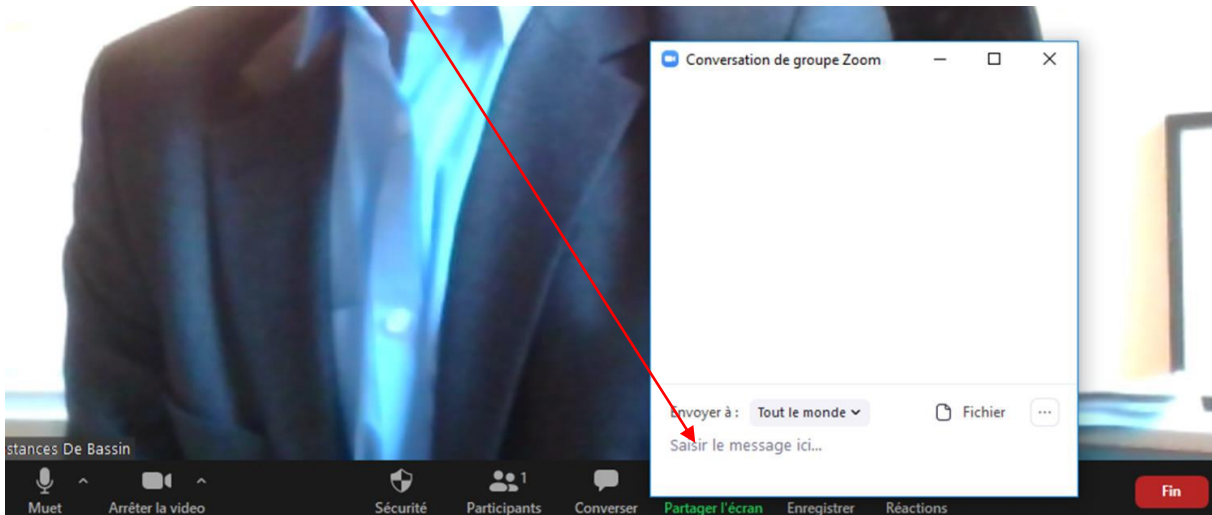 Conversation de groupe Zoom
Envoyer à : Tout le monde
Fichier
Saisir le message ici...
stances De Bassin
1
Muet
Arrêter la video
Sécurité
Participants
Converser
Partager l'écran
Enregistrer
Réactions
Fin